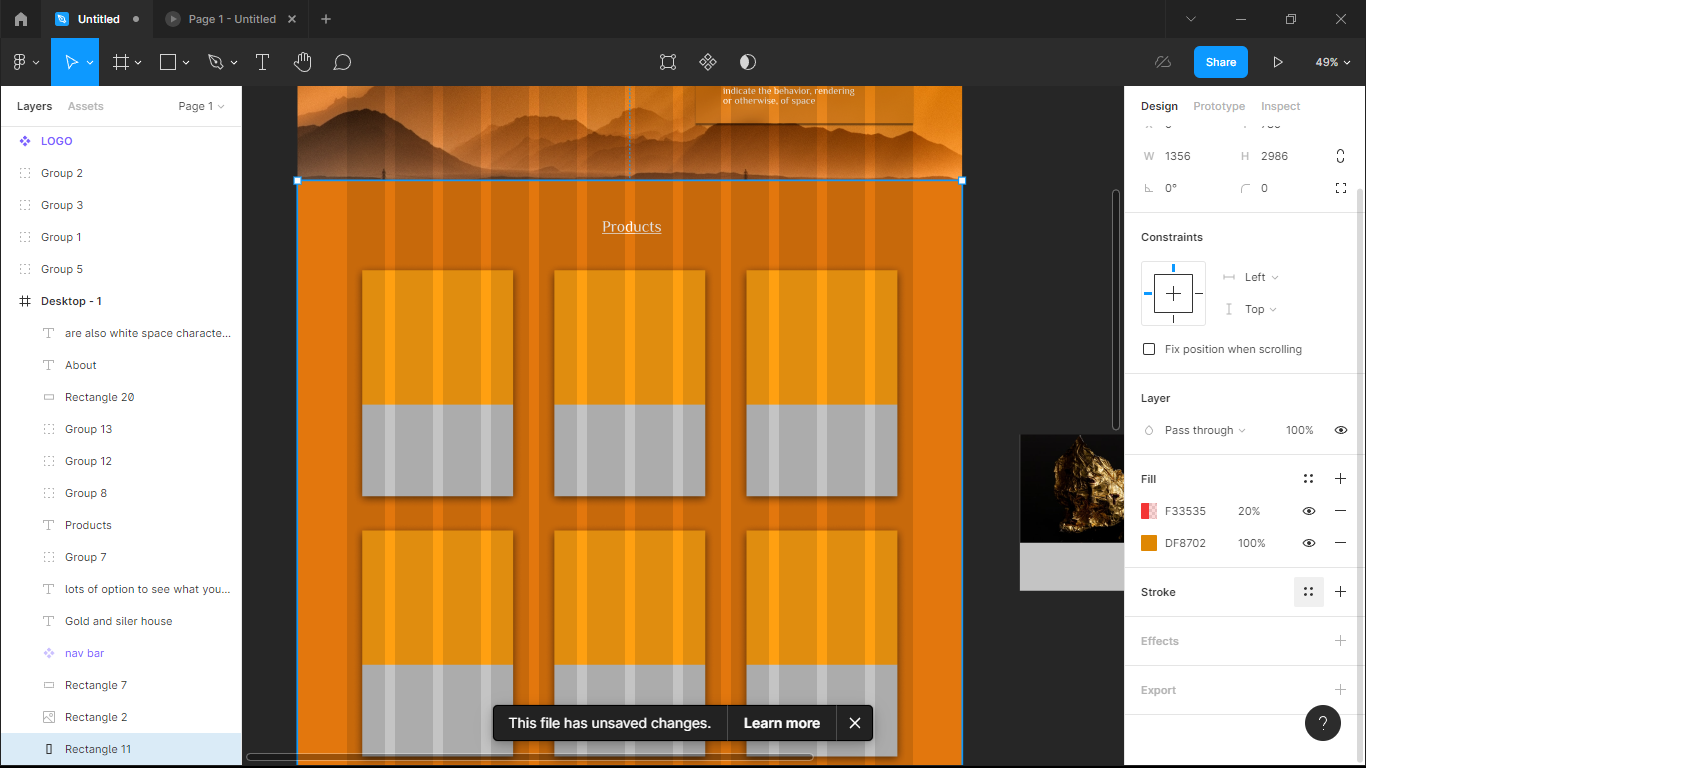 Untitled
Page 1 - Untitled
Share
49%
Layers
Assets
Page 1
LOGO
Group 2
Group 3
Group 1
Group 5
Desktop - 1
are also white space characte...
About
Rectangle 20
Group 13
Group 12
Group 8
Products
Group 7
lots of option to see what you...
Gold and siler house
nav bar
Rectangle 7
Rectangle 2
Rectangle 11
indicate the behavior, rendering
or otherwise, of space
Products
This file has unsaved changes.
Learn more
Design
Prototype
Inspect
W 1356 H 2986
0° 0
Constraints
Left
Top
Fix position when scrolling
Layer
Pass through 100%
Fill
F33535 20%
DF8702 100%
Stroke
Effects
Export
?